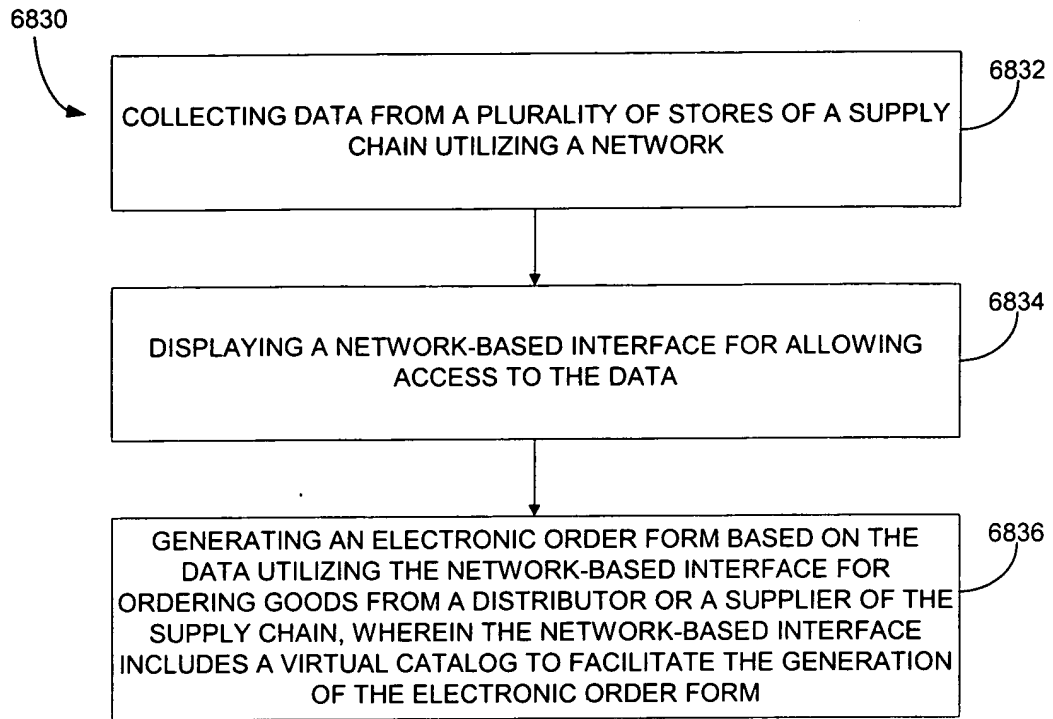 6830
6832
COLLECTING DATA FROM A PLURALITY OF STORES OF A SUPPLY
CHAIN UTILIZING A NETWORK
6834
DISPLAYING A NETWORK-BASED INTERFACE FOR ALLOWING
ACCESS TO THE DATA
6836
GENERATING AN ELECTRONIC ORDER FORM BASED ON THE
DATA UTILIZING THE NETWORK-BASED INTERFACE FOR
ORDERING GOODS FROM A DISTRIBUTOR OR A SUPPLIER OF THE
SUPPLY CHAIN, WHEREIN THE NETWORK-BASED INTERFACE
INCLUDES A VIRTUAL CATALOG TO FACILITATE THE GENERATION
OF THE ELECTRONIC ORDER FORM